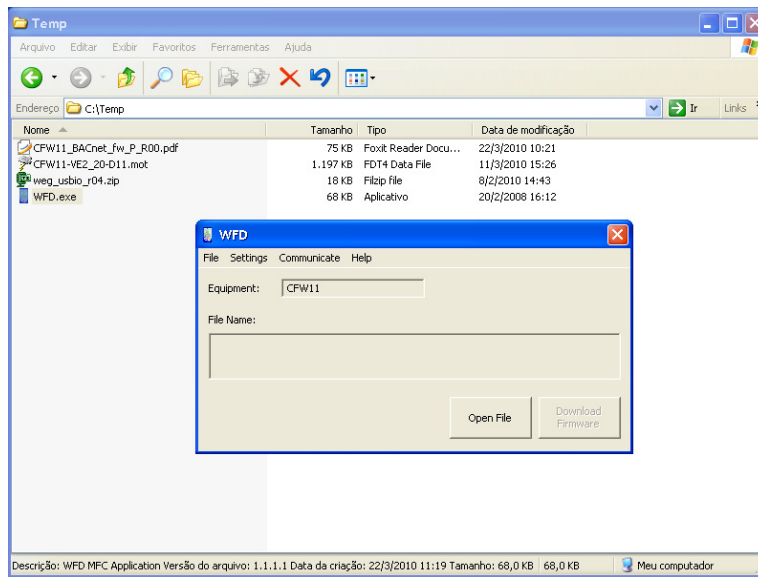 Temp
Arquivo Editar Exibir Favoritos Ferramentas Ajuda
Endereço C:\Temp Ir Links
Nome Tamanho Tipo Data de modificação
CFW11_BACnet_fw_P_R00.pdf 75 KB Foxit Reader Docu... 22/3/2010 10:21
CFW11-VE2_20-D11.mot 1.197 KB FDT4 Data File 11/3/2010 15:26
weg_usbio_r04.zip 18 KB Filzip file 8/2/2010 14:43
WFD.exe 68 KB Aplicativo 20/2/2008 16:12
WFD
File Settings Communicate Help
Equipment: CFW11
File Name:
Open File Download
Firmware
Descrição: WFD MFC Application Versão do arquivo: 1.1.1.1 Data da criação: 22/3/2010 11:19 Tamanho: 68,0 KB 68,0 KB Meu computador